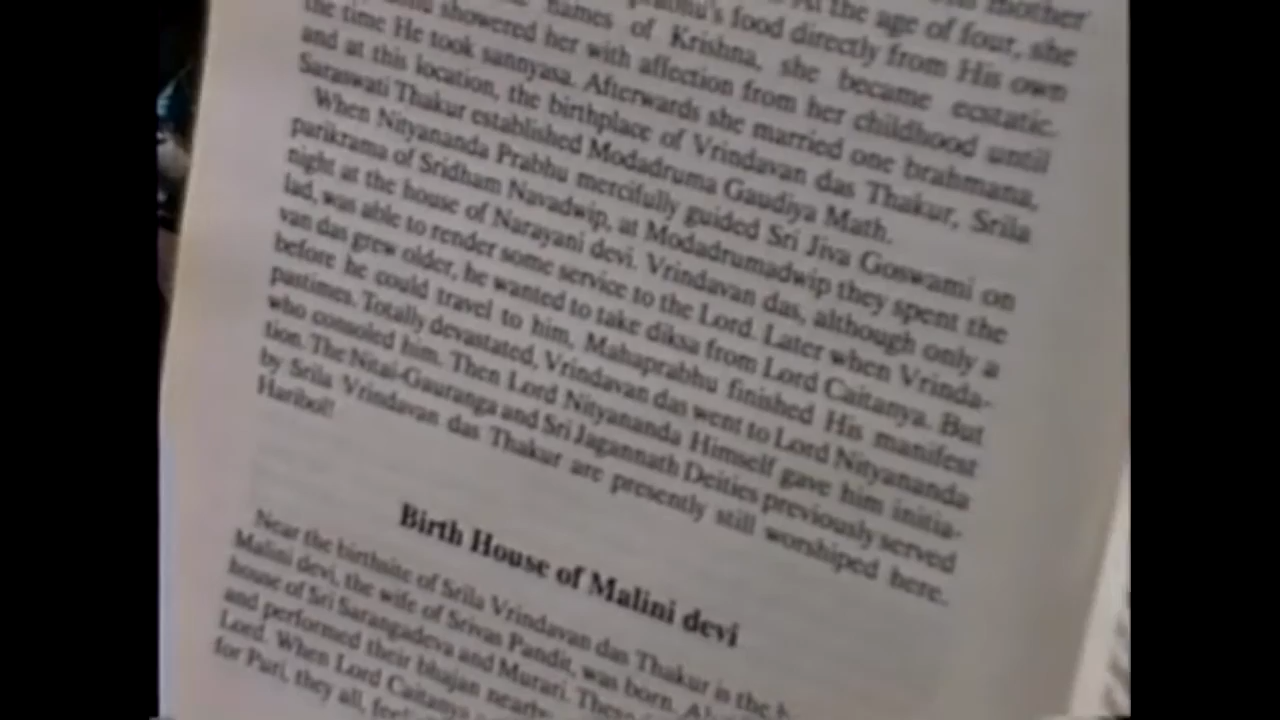 mother
At the age of four, she
prabhu's food directly from His own
names of Krishna, she became ecstatic.
showered her with affection from her childhood until
the time He took sannyasa. Afterwards she married one brahmana,
and at this location, the birthplace of Vrindavan das Thakur, Srila
Saraswati Thakur established Modadruma Gaudiya Math.
When Nityananda Prabhu mercifully guided Sri Jiva Goswami on
parikrama of Sridham Navadwip, at Modadrumadwip they spent the
night at the house of Narayani devi. Vrindavan das, although only a
lad, was able to render some service to the Lord. Later when Vrinda-
van das grew older, he wanted to take diksa from Lord Caitanya. But
before he could travel to him, Mahaprabhu finished His manifest
pastimes. Totally devastated, Vrindavan das went to Lord Nityananda
who consoled him. Then Lord Nityananda Himself gave him initia-
tion. The Nitai-Gauranga and Sri Jagannath Deities previously served
by Srila Vrindavan das Thakur are presently still worshiped here.
Haribol!
Birth House of Malini devi
Near the birthsite of Srila Vrindavan das Thakur is the
Malini devi, the wife of Srivas Pandit, was born.
house of Sri Sarangadeva and Murari.
and performed their bhajan nearby
Lord. When Lord Caitanya
for Puri, they all,